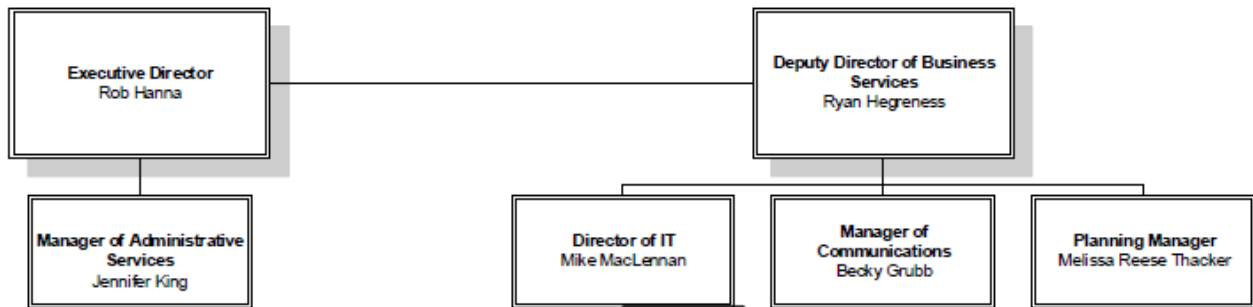 Executive Director
Rob Hanna
Deputy Director of Business
Services
Ryan Hegreness
Manager of Administrative
Services
Jennifer King
Director of IT
Mike MacLennan
Manager of
Communications
Becky Grubb
Planning Manager
Melissa Reese Thacker